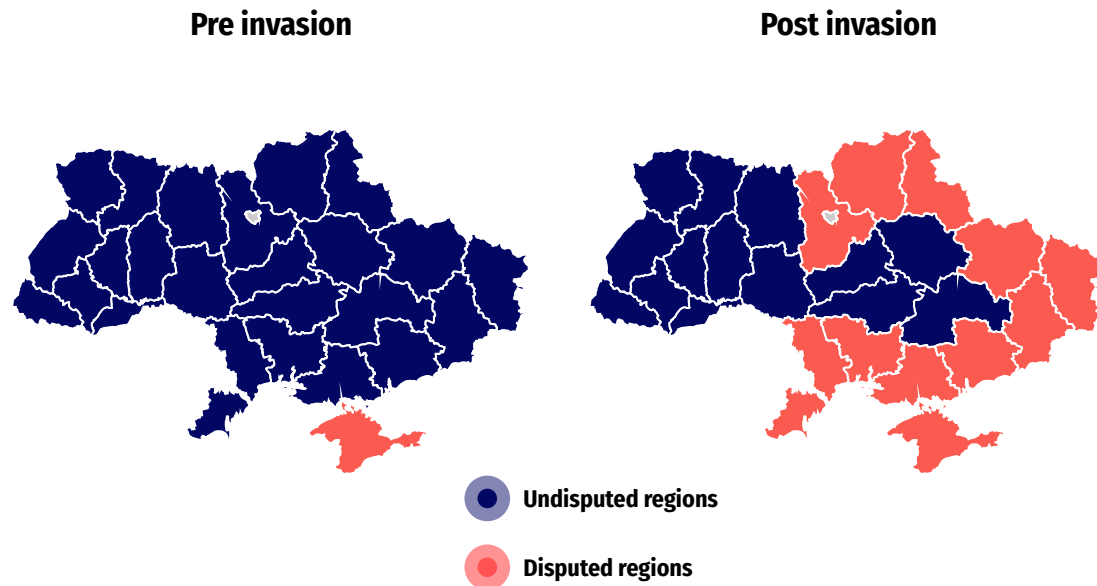 Pre invasion
Post invasion
Undisputed regions
Disputed regions